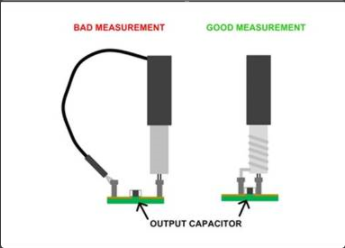 BAD MEASUREMENT
GOOD MEASUREMENT
OUTPUT CAPACITOR